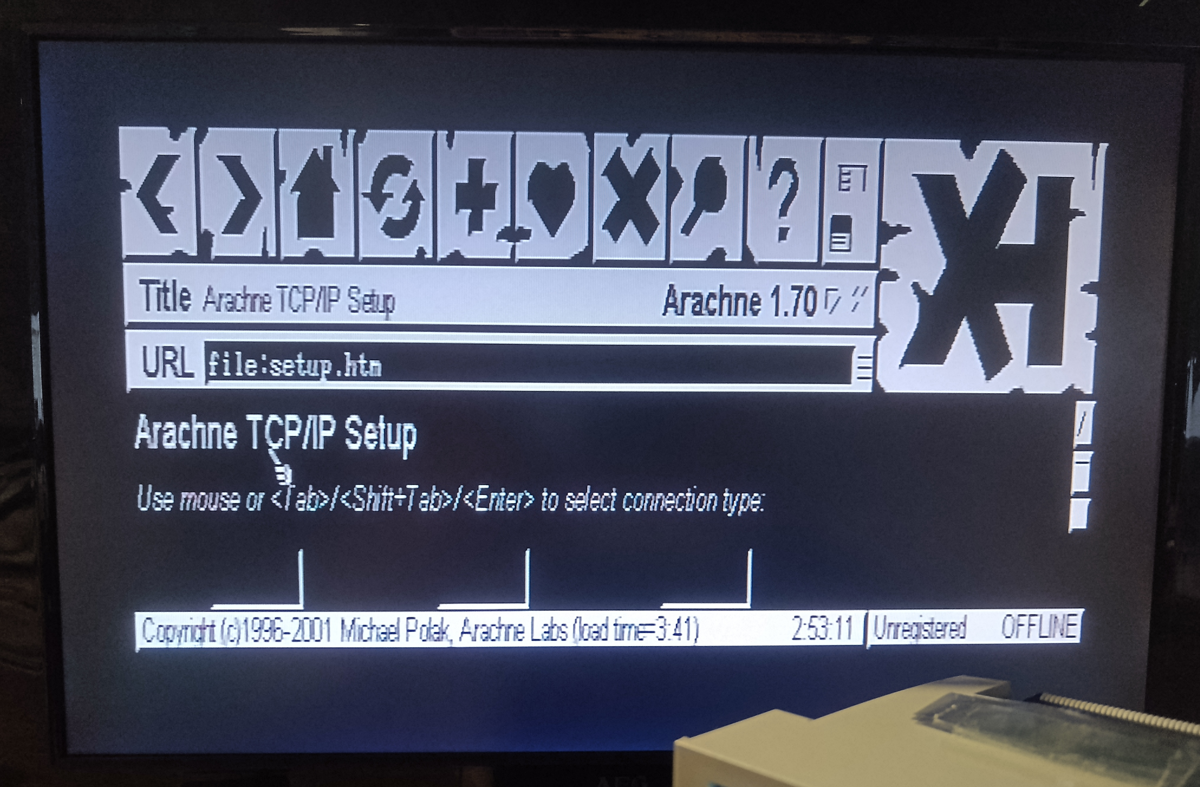 Title Arachne TCP/IP Setup Arachne 1.70
URL file:setup.htm
Arachne TCP/IP Setup
Use mouse or <Tab>/<Shift+Tab>/<Enter> to select connection type:
Copyright (c)1996-2001 Michael Polak, Arachne Labs (load time=3:41) 2:53:11 Unregistered OFFLINE